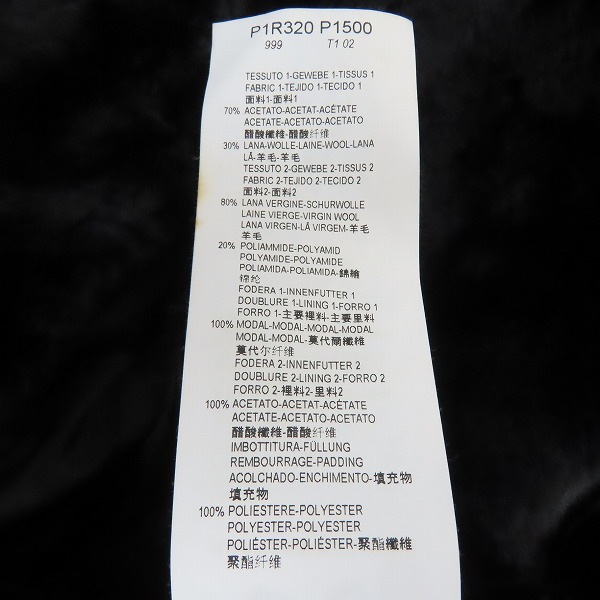 P1R320 P1500
999 T1 02
TESSUTO 1-GEWEBE 1-TISSUS 1
FABRIC 1-TEJIDO 1-TECIDO 1
面料1-面料1
70% ACETATO-ACETAT-ACÉTATE
ACETATE-ACETATO-ACETATO
醋酸纖維-醋酸纤维
30% LANA-WOLLE-LAINE-WOOL-LANA
LÃ-羊毛-羊毛
TESSUTO 2-GEWEBE 2-TISSUS 2
FABRIC 2-TEJIDO 2-TECIDO 2
面料2-面料2
80% LANA VERGINE-SCHURWOLLE
LAINE VIERGE-VIRGIN WOOL
LANA VIRGEN-LÃ VIRGEM-羊毛
羊毛
20% POLIAMMIDE-POLYAMID
POLYAMIDE-POLYAMIDE
POLIAMIDA-POLIAMIDA-錦綸
锦纶
FODERA 1-INNENFUTTER 1
DOUBLURE 1-LINING 1-FORRO 1
FORRO 1-主要裡料-主要里料
100% MODAL-MODAL-MODAL-MODAL
MODAL-MODAL-莫代爾纖維
莫代尔纤维
FODERA 2-INNENFUTTER 2
DOUBLURE 2-LINING 2-FORRO 2
FORRO 2-裡料2-里料2
100% ACETATO-ACETAT-ACÉTATE
ACETATE-ACETATO-ACETATO
醋酸纖維-醋酸纤维
IMBOTTITURA-FÜLLUNG
REMBOURRAGE-PADDING
ACOLCHADO-ENCHIMENTO-填充物
填充物
100% POLIESTERE-POLYESTER
POLYESTER-POLYESTER
POLIÉSTER-POLIÉSTER-聚酯纖維
聚酯纤维